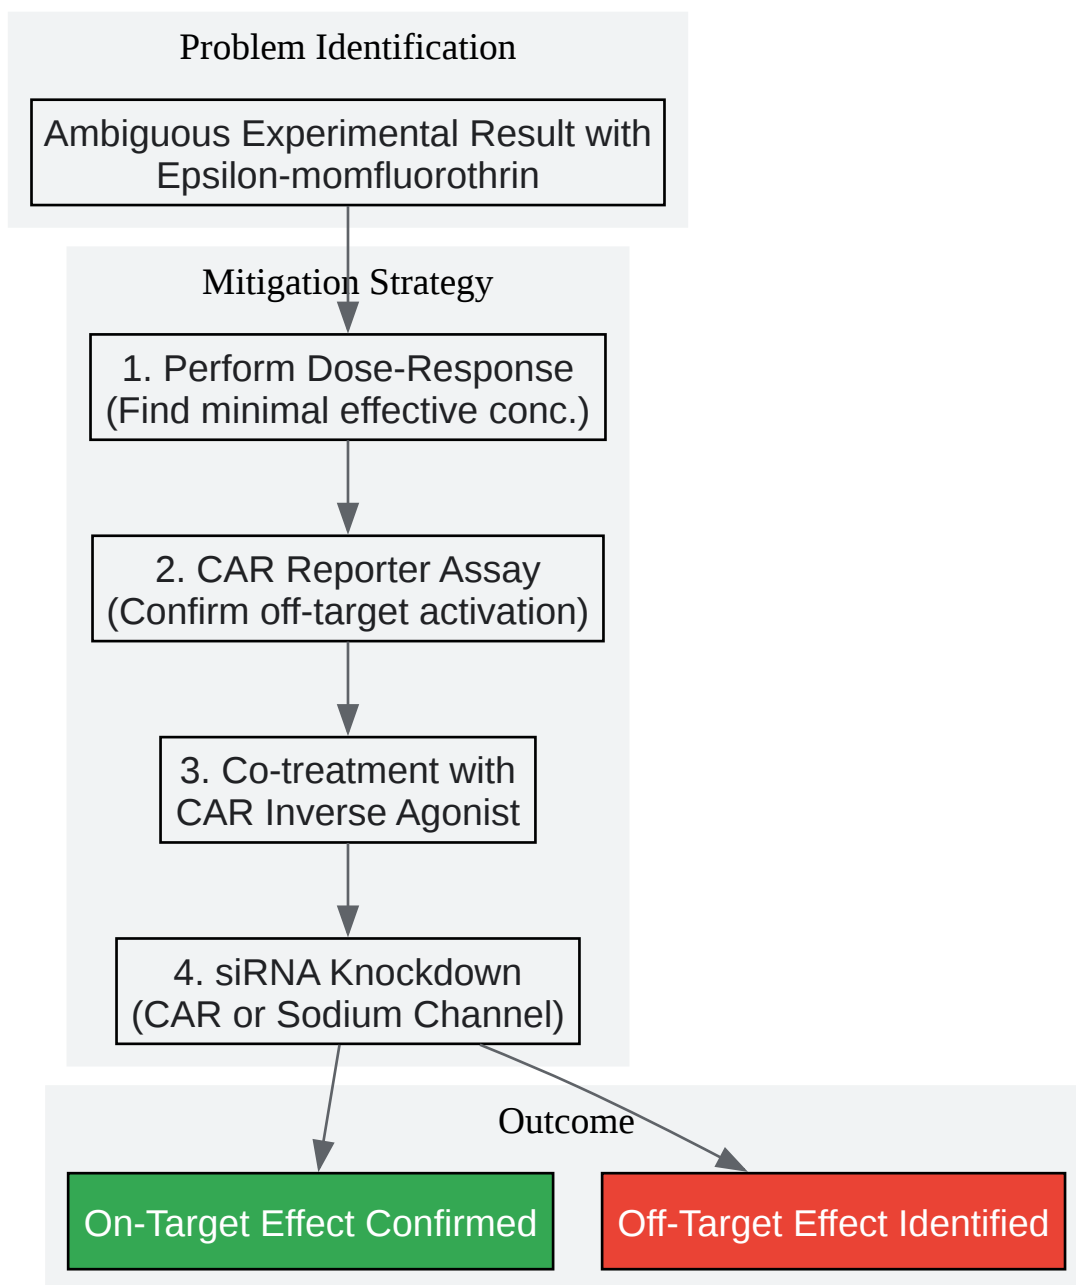 Problem Identification
Ambiguous Experimental Result with
Epsilon-momfluorothrin
Mitigation Strategy
1. Perform Dose-Response
(Find minimal effective conc.)
2. CAR Reporter Assay
(Confirm off-target activation)
3. Co-treatment with
CAR Inverse Agonist
4. siRNA Knockdown
(CAR or Sodium Channel)
Outcome
On-Target Effect Confirmed
Off-Target Effect Identified